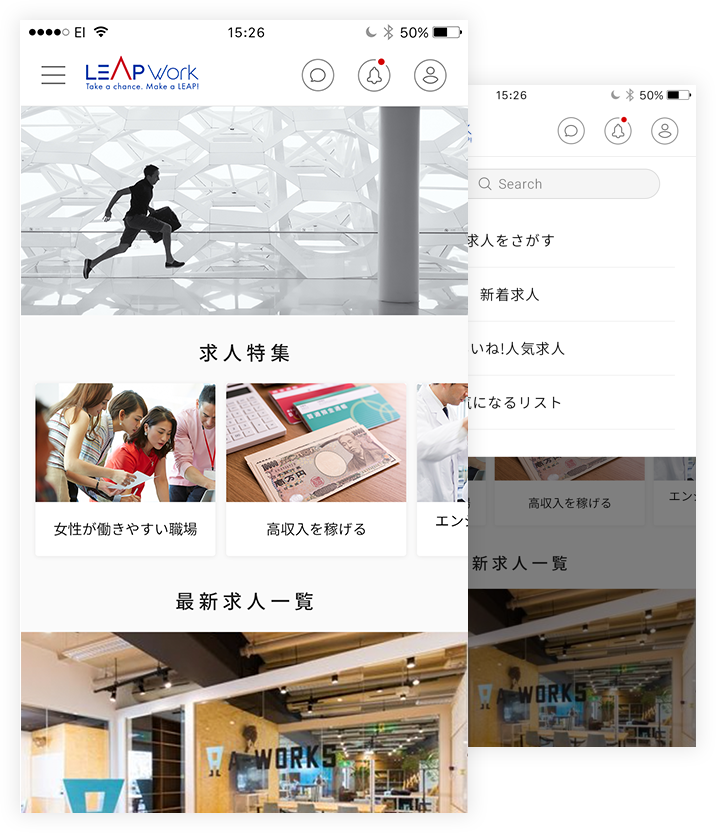 EI 15:26 50%
LEAP Work
Take a chance. Make a LEAP!
求人特集
女性が働きやすい職場
高収入を稼げる
エンジ
最新求人一覧
A-WORKS
15:26 50%
Search
求人をさがす
新着求人
いね!人気求人
気になるリスト
高収入を稼げる
エン
新求人一覧
A-WORKS